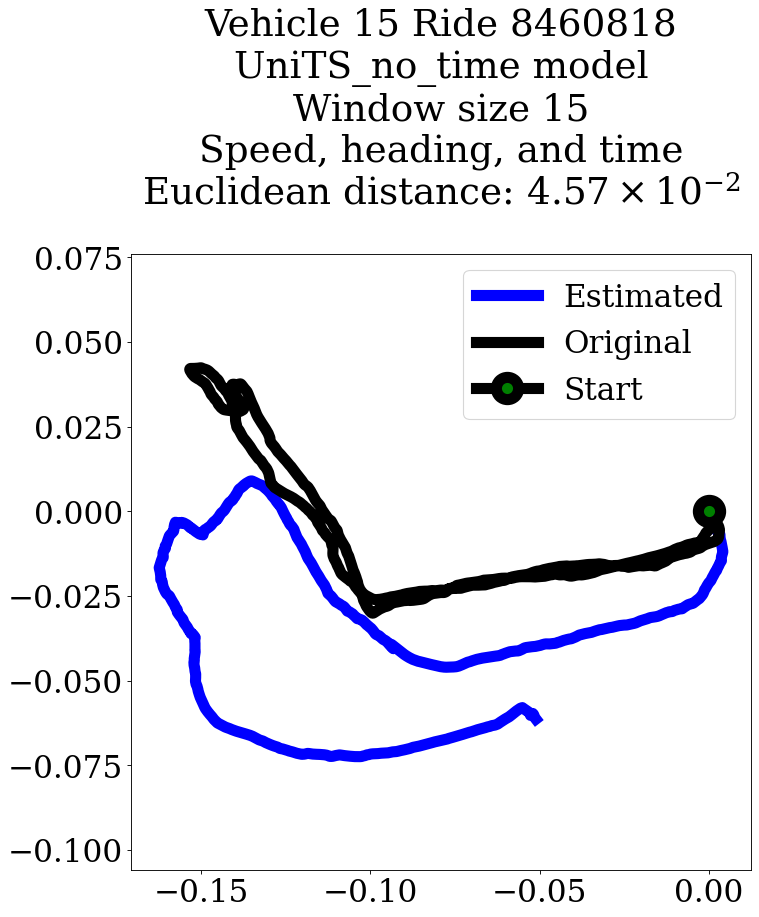 Vehicle 15 Ride 8460818
UniTS_no_time model
Window size 15
Speed, heading, and time
Euclidean distance: 4.57 × 10⁻²
Estimated
Original
Start
0.075
0.050
0.025
0.000
−0.025
−0.050
−0.075
−0.100
−0.15
−0.10
−0.05
0.00